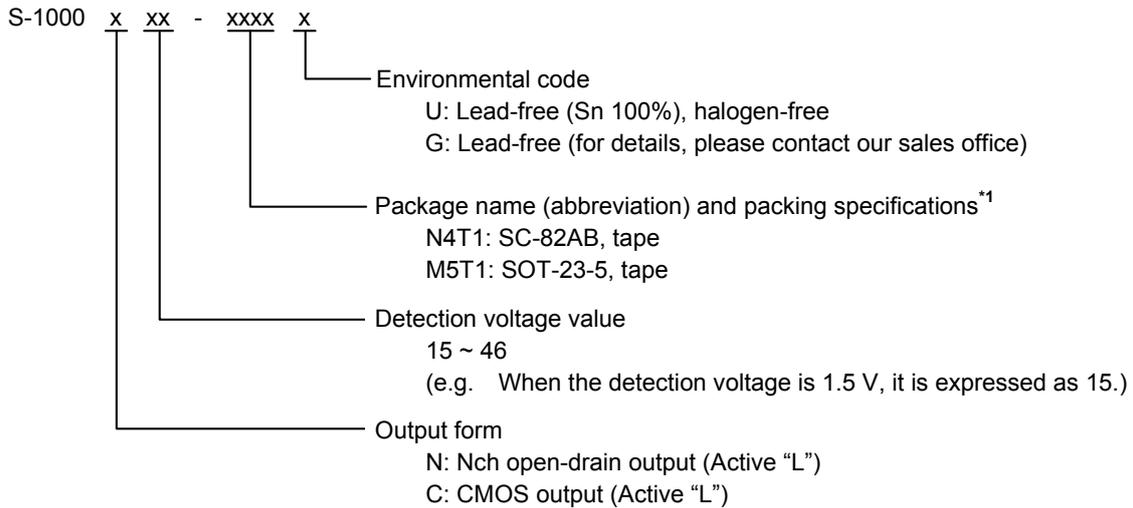 S-1000 x xx - xxxx x
Environmental code
U: Lead-free (Sn 100%), halogen-free
G: Lead-free (for details, please contact our sales office)
Package name (abbreviation) and packing specifications*1
N4T1: SC-82AB, tape
M5T1: SOT-23-5, tape
Detection voltage value
15 ~ 46
(e.g. When the detection voltage is 1.5 V, it is expressed as 15.)
Output form
N: Nch open-drain output (Active “L”)
C: CMOS output (Active “L”)